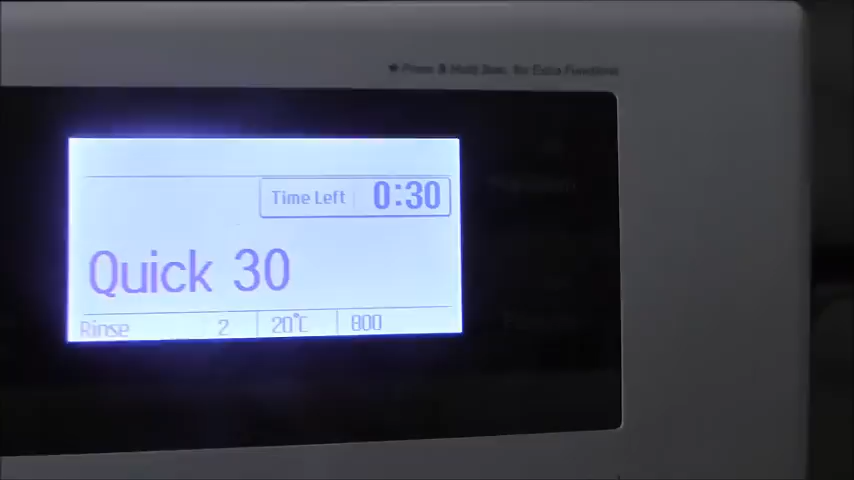 * Press & Hold 3sec. for Extra Functions
Time Left 0:30
Quick 30
Rinse 2 20℃ 800